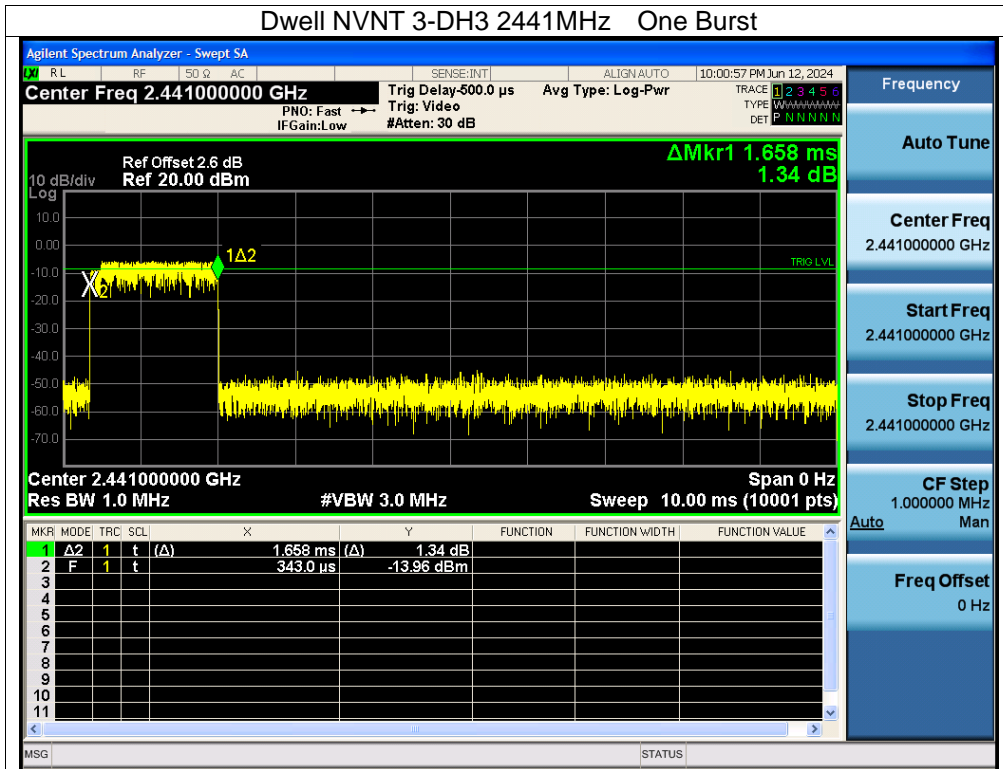 Dwell NVNT 3-DH3 2441MHz One Burst
Agilent Spectrum Analyzer - Swept SA
LXI RL RF 50 Ω AC SENSE:INT ALIGN AUTO 10:00:57 PM Jun 12, 2024
Center Freq 2.441000000 GHz Trig Delay-500.0 µs Avg Type: Log-Pwr TRACE 1 2 3 4 5 6
PNO: Fast Trig: Video TYPE WWWWWW
IFGain:Low #Atten: 30 dB DET P N N N N N
Frequency
Auto Tune
Center Freq
2.441000000 GHz
Start Freq
2.441000000 GHz
Stop Freq
2.441000000 GHz
CF Step
1.000000 MHz
Auto Man
Freq Offset
0 Hz
ΔMkr1 1.658 ms
1.34 dB
Ref Offset 2.6 dB
10 dB/div Ref 20.00 dBm
Log
10.0
0.00
-10.0
-20.0
-30.0
-40.0
-50.0
-60.0
-70.0
1Δ2
2
TRIG LVL
Center 2.441000000 GHz Span 0 Hz
Res BW 1.0 MHz #VBW 3.0 MHz Sweep 10.00 ms (10001 pts)
MKR MODE TRC SCL X Y FUNCTION FUNCTION WIDTH FUNCTION VALUE
1 Δ2 1 t (Δ) 1.658 ms (Δ) 1.34 dB
2 F 1 t 343.0 µs -13.96 dBm
3
4
5
6
7
8
9
10
11
MSG STATUS